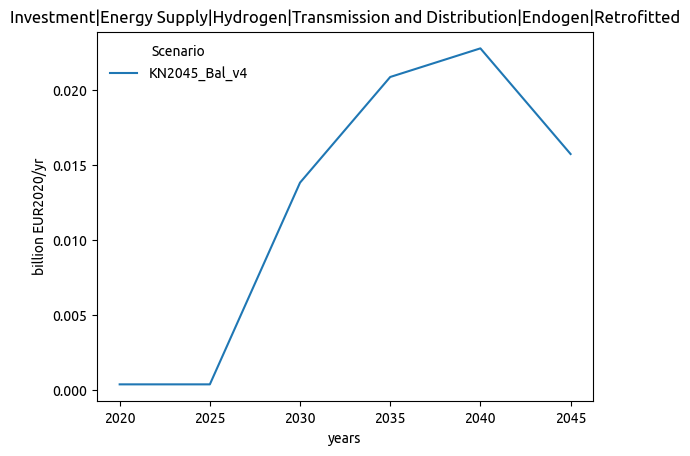 Investment|Energy Supply|Hydrogen|Transmission and Distribution|Endogen|Retrofitted
Scenario
KN2045_Bal_v4
billion EUR2020/yr
0.020
0.015
0.010
0.005
0.000
2020 2025 2030 2035 2040 2045
years